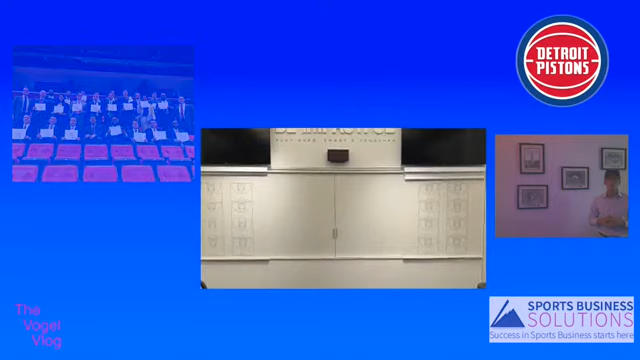 DETROIT
PISTONS
The
Vogel
Vlog
SPORTS BUSINESS
SOLUTIONS
Success in Sports Business starts here